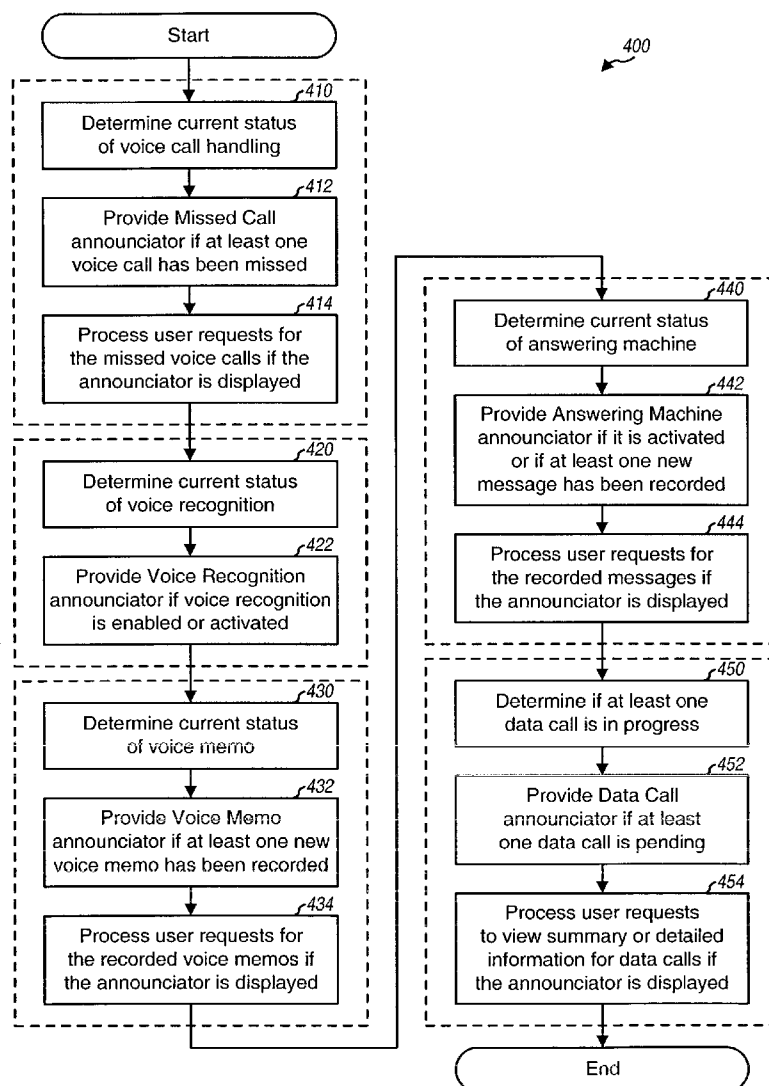 Start
400
410
Determine current status
of voice call handling
412
Provide Missed Call
announciator if at least one
voice call has been missed
414
Process user requests for
the missed voice calls if the
announciator is displayed
420
Determine current status
of voice recognition
422
Provide Voice Recognition
announciator if voice recognition
is enabled or activated
430
Determine current status
of voice memo
432
Provide Voice Memo
announciator if at least one new
voice memo has been recorded
434
Process user requests for
the recorded voice memos if
the announciator is displayed
440
Determine current status
of answering machine
442
Provide Answering Machine
announciator if it is activated
or if at least one new
message has been recorded
444
Process user requests for
the recorded messages if
the announciator is displayed
450
Determine if at least one
data call is in progress
452
Provide Data Call
announciator if at least
one data call is pending
454
Process user requests
to view summary or detailed
information for data calls if
the announciator is displayed
End